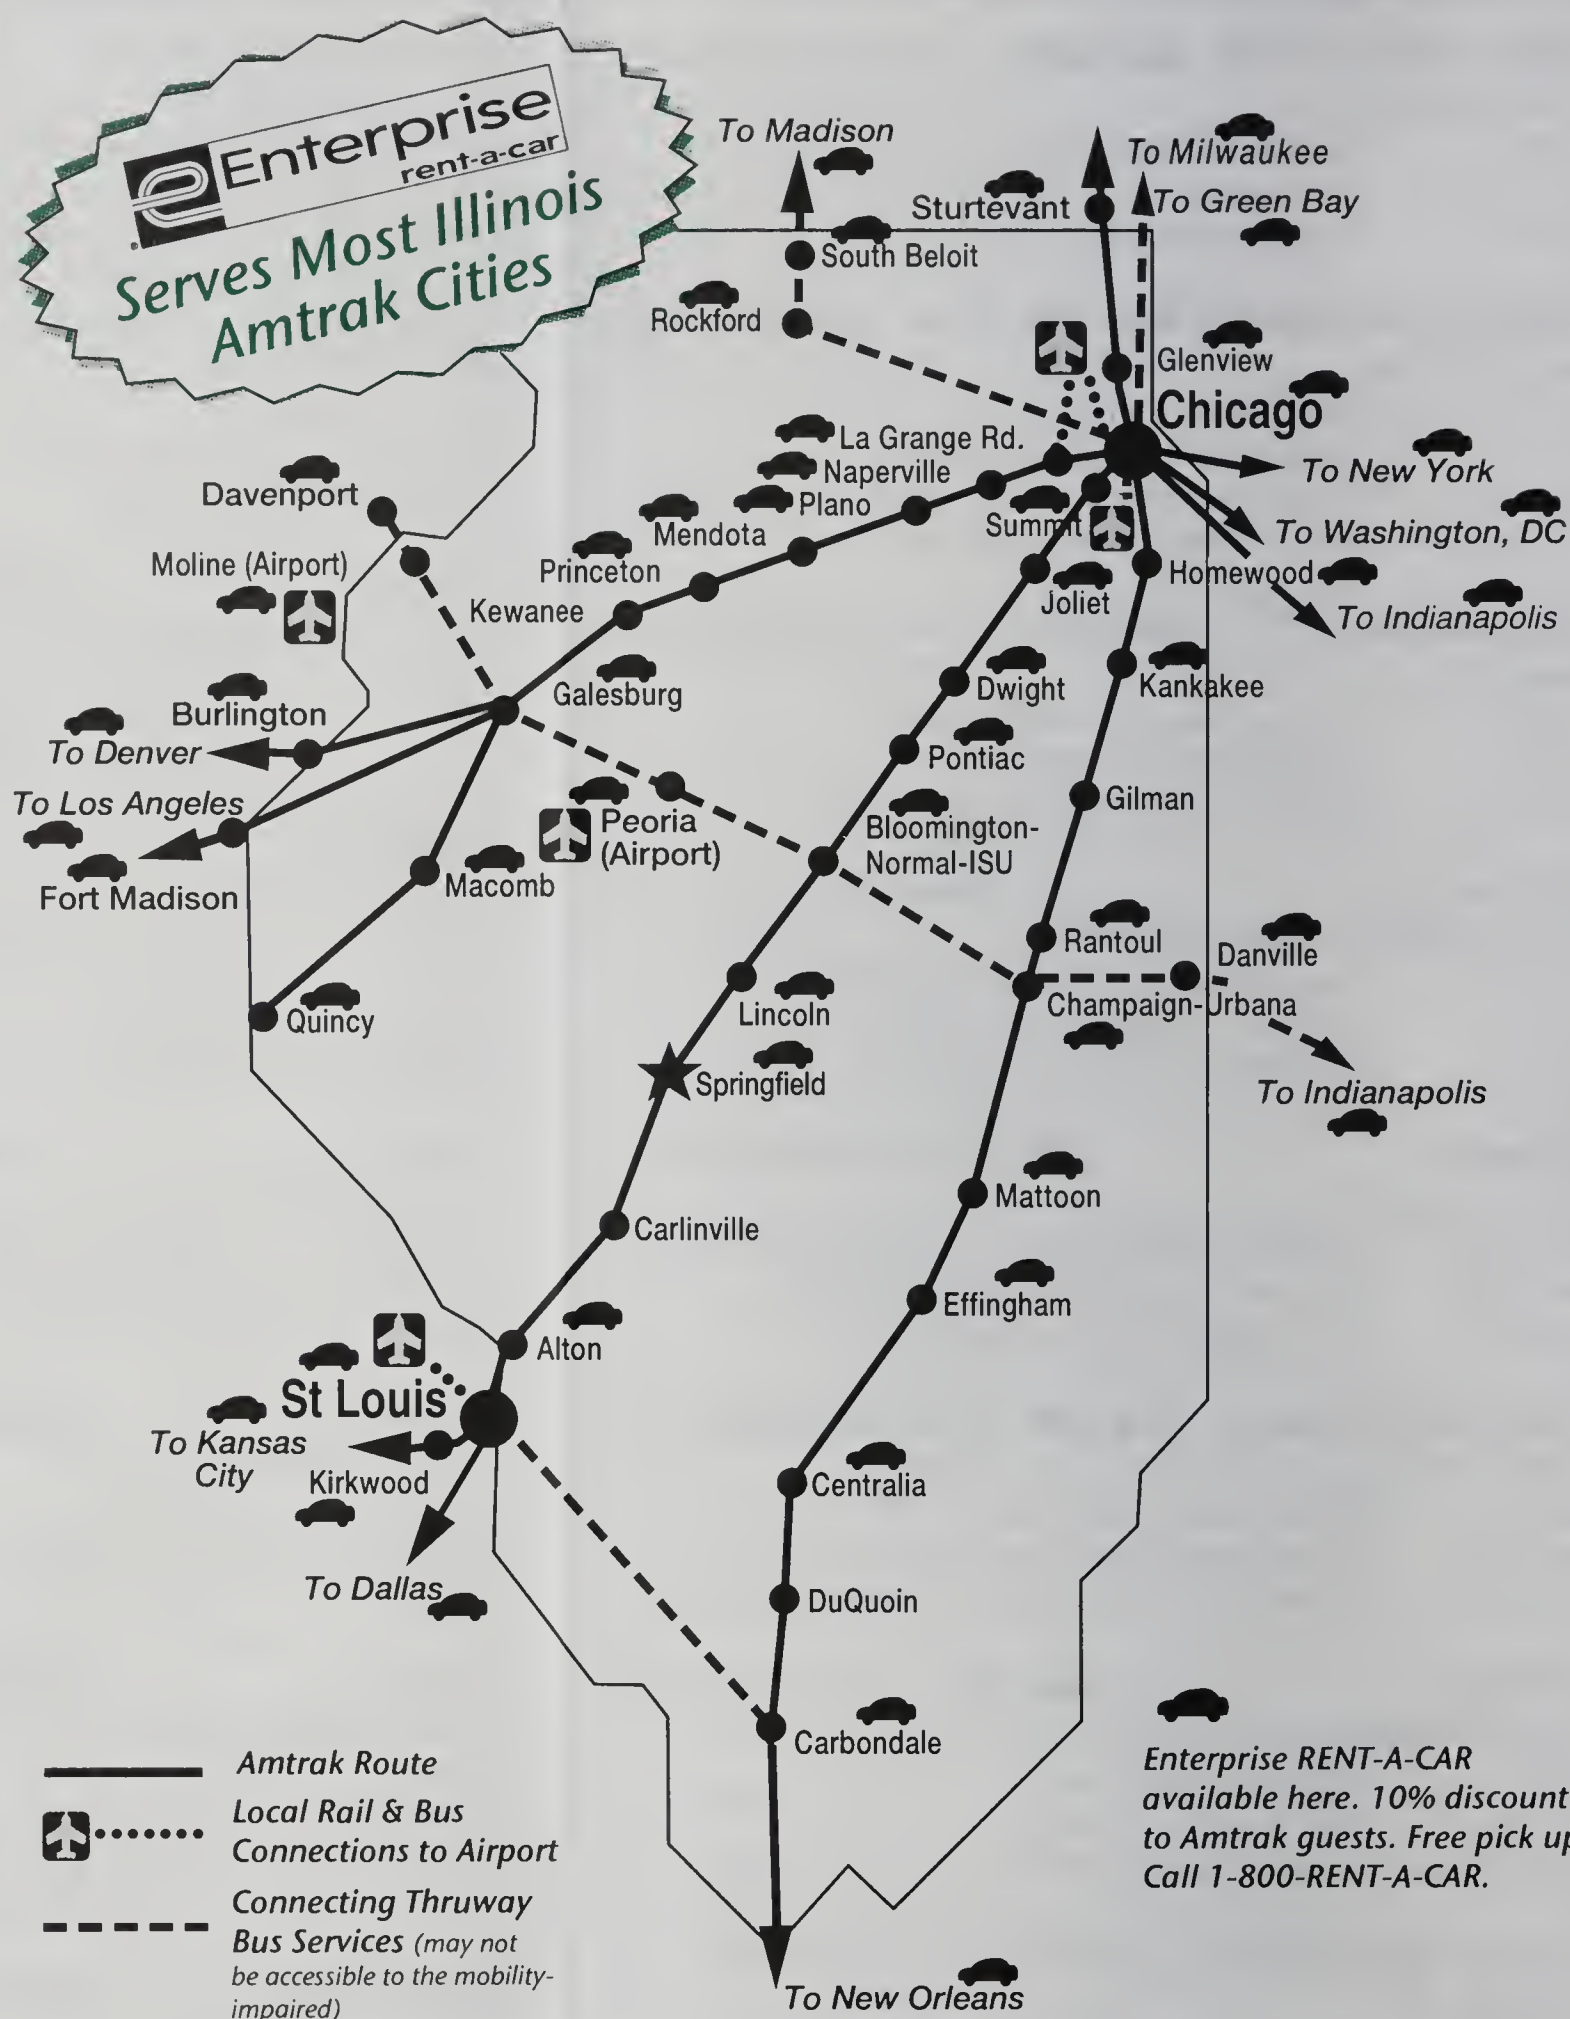 Enterprise
rent-a-car
Serves Most Illinois
Amtrak Cities
To Madison
To Milwaukee
Sturtevant
To Green Bay
South Beloit
Rockford
Glenview
Chicago
La Grange Rd.
Naperville
Plano
Mendota
Princeton
Kewanee
Davenport
Moline (Airport)
Summit
To New York
To Washington, DC
Homewood
To Indianapolis
Joliet
Galesburg
Burlington
To Denver
To Los Angeles
Fort Madison
Dwight
Kankakee
Pontiac
Gilman
Peoria
(Airport)
Bloomington-
Normal-ISU
Macomb
Quincy
Rantoul
Danville
Champaign-Urbana
To Indianapolis
Lincoln
Springfield
Mattoon
Carlinville
Effingham
Alton
St Louis
To Kansas
City
Kirkwood
To Dallas
Centralia
DuQuoin
Carbondale
To New Orleans
Amtrak Route
Local Rail & Bus
Connections to Airport
Connecting Thruway
Bus Services (may not
be accessible to the mobility-
impaired)
Enterprise RENT-A-CAR
available here. 10% discount
to Amtrak guests. Free pick up
Call 1-800-RENT-A-CAR.